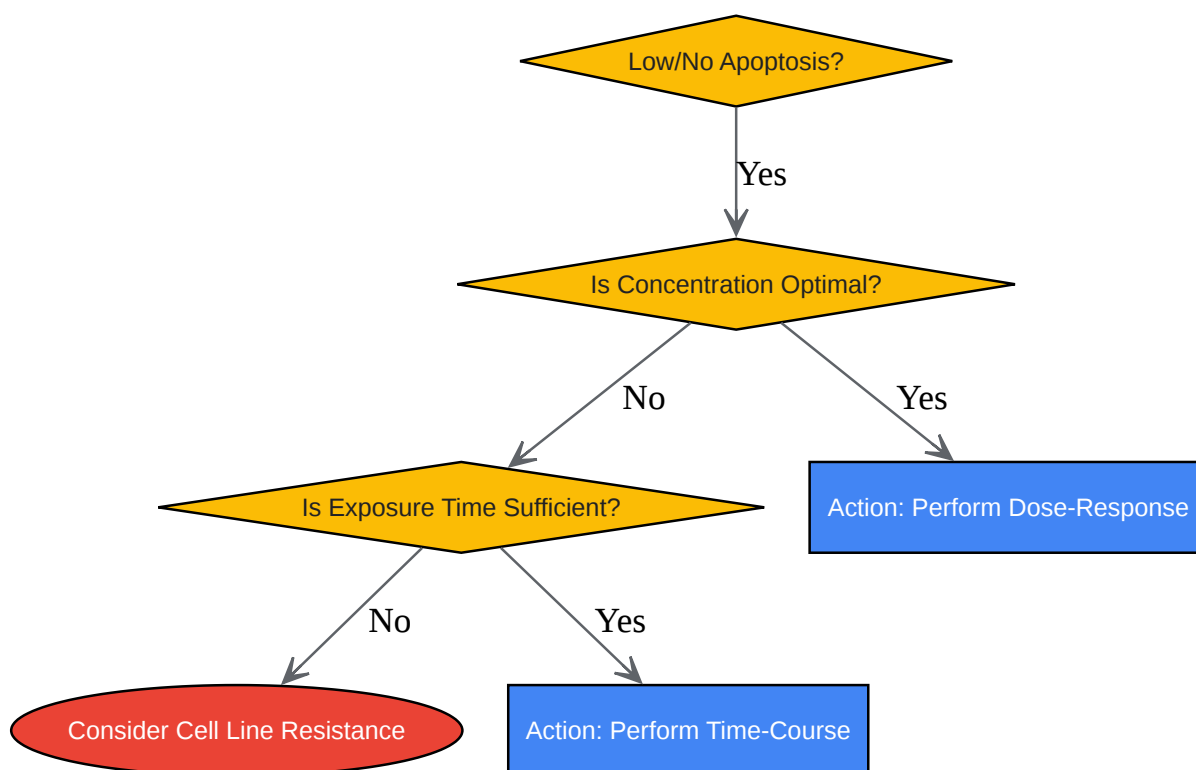 Low/No Apoptosis?
Yes
Is Concentration Optimal?
No
Yes
Is Exposure Time Sufficient?
Action: Perform Dose-Response
No
Yes
Consider Cell Line Resistance
Action: Perform Time-Course